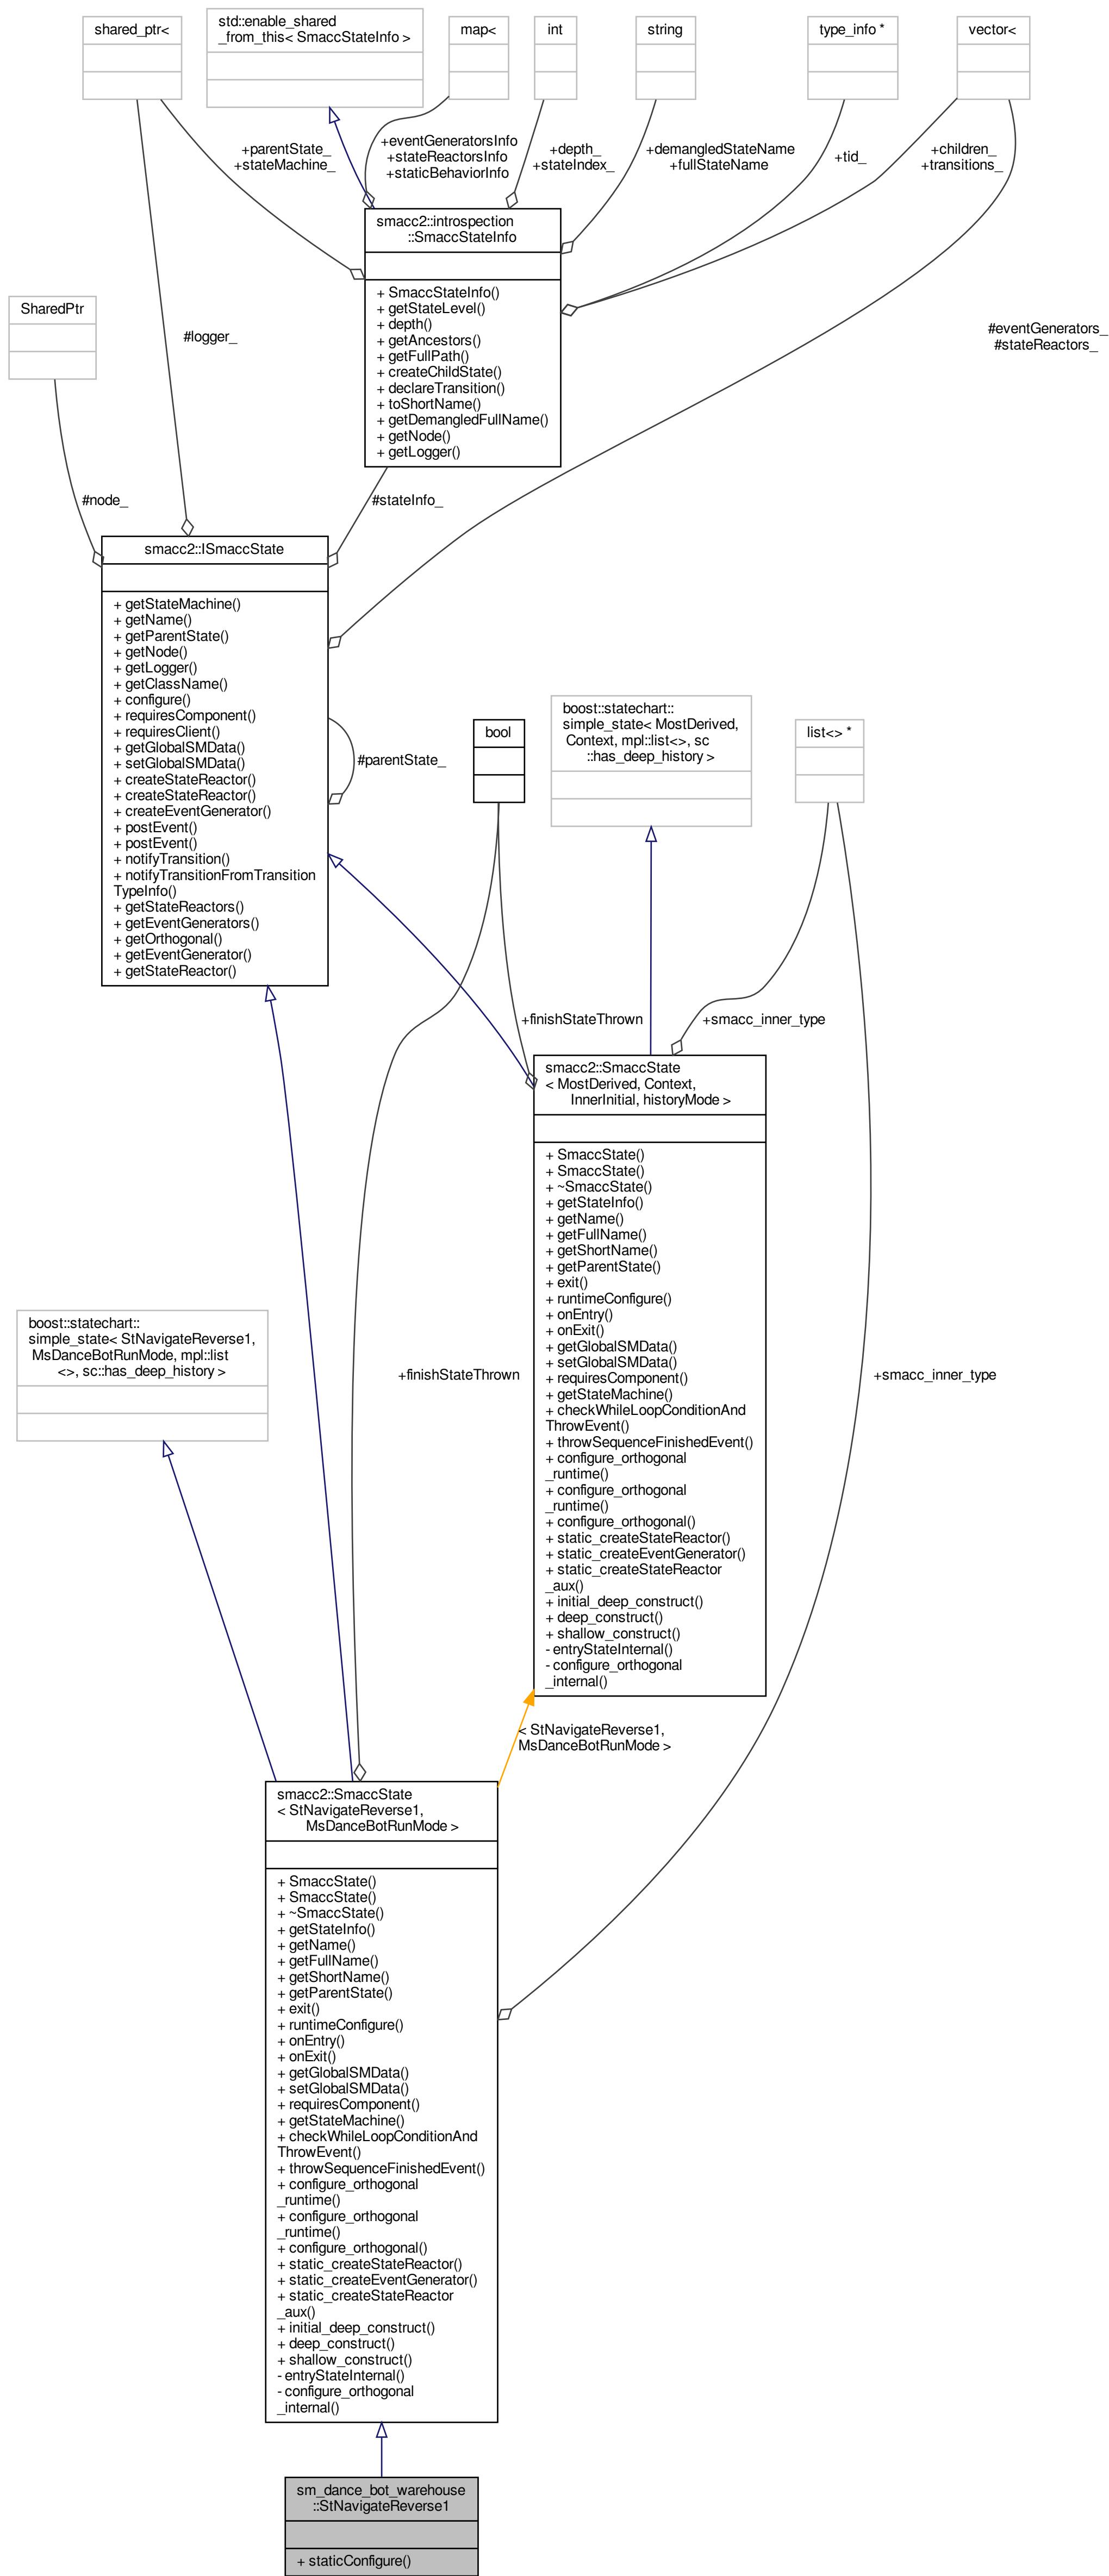 shared_ptr<
std::enable_shared
_from_this< SmaccStateInfo >
map<
int
string
type_info *
vector<
+parentState_
+stateMachine_
+eventGeneratorsInfo
+stateReactorsInfo
+staticBehaviorInfo
+depth_
+stateIndex_
+demangledStateName
+fullStateName
+tid_
+children_
+transitions_
smacc2::introspection
::SmaccStateInfo
+ SmaccStateInfo()
+ getStateLevel()
+ depth()
+ getAncestors()
+ getFullPath()
+ createChildState()
+ declareTransition()
+ toShortName()
+ getDemangledFullName()
+ getNode()
+ getLogger()
SharedPtr
#logger_
#eventGenerators_
#stateReactors_
#node_
#stateInfo_
smacc2::ISmaccState
+ getStateMachine()
+ getName()
+ getParentState()
+ getNode()
+ getLogger()
+ getClassName()
+ configure()
+ requiresComponent()
+ requiresClient()
+ getGlobalSMData()
+ setGlobalSMData()
+ createStateReactor()
+ createStateReactor()
+ createEventGenerator()
+ postEvent()
+ postEvent()
+ notifyTransition()
+ notifyTransitionFromTransition
TypeInfo()
+ getStateReactors()
+ getEventGenerators()
+ getOrthogonal()
+ getEventGenerator()
+ getStateReactor()
#parentState_
bool
boost::statechart::
simple_state< MostDerived,
Context, mpl::list<>, sc
::has_deep_history >
list<> *
+finishStateThrown
+smacc_inner_type
smacc2::SmaccState
< MostDerived, Context,
InnerInitial, historyMode >
+ SmaccState()
+ SmaccState()
+ ~SmaccState()
+ getStateInfo()
+ getName()
+ getFullName()
+ getShortName()
+ getParentState()
+ exit()
+ runtimeConfigure()
+ onEntry()
+ onExit()
+ getGlobalSMData()
+ setGlobalSMData()
+ requiresComponent()
+ getStateMachine()
+ checkWhileLoopConditionAnd
ThrowEvent()
+ throwSequenceFinishedEvent()
+ configure_orthogonal
_runtime()
+ configure_orthogonal
_runtime()
+ configure_orthogonal()
+ static_createStateReactor()
+ static_createEventGenerator()
+ static_createStateReactor
_aux()
+ initial_deep_construct()
+ deep_construct()
+ shallow_construct()
- entryStateInternal()
- configure_orthogonal
_internal()
boost::statechart::
simple_state< StNavigateReverse1,
MsDanceBotRunMode, mpl::list
<>, sc::has_deep_history >
+finishStateThrown
+smacc_inner_type
< StNavigateReverse1,
MsDanceBotRunMode >
smacc2::SmaccState
< StNavigateReverse1,
MsDanceBotRunMode >
+ SmaccState()
+ SmaccState()
+ ~SmaccState()
+ getStateInfo()
+ getName()
+ getFullName()
+ getShortName()
+ getParentState()
+ exit()
+ runtimeConfigure()
+ onEntry()
+ onExit()
+ getGlobalSMData()
+ setGlobalSMData()
+ requiresComponent()
+ getStateMachine()
+ checkWhileLoopConditionAnd
ThrowEvent()
+ throwSequenceFinishedEvent()
+ configure_orthogonal
_runtime()
+ configure_orthogonal
_runtime()
+ configure_orthogonal()
+ static_createStateReactor()
+ static_createEventGenerator()
+ static_createStateReactor
_aux()
+ initial_deep_construct()
+ deep_construct()
+ shallow_construct()
- entryStateInternal()
- configure_orthogonal
_internal()
sm_dance_bot_warehouse
::StNavigateReverse1
+ staticConfigure()